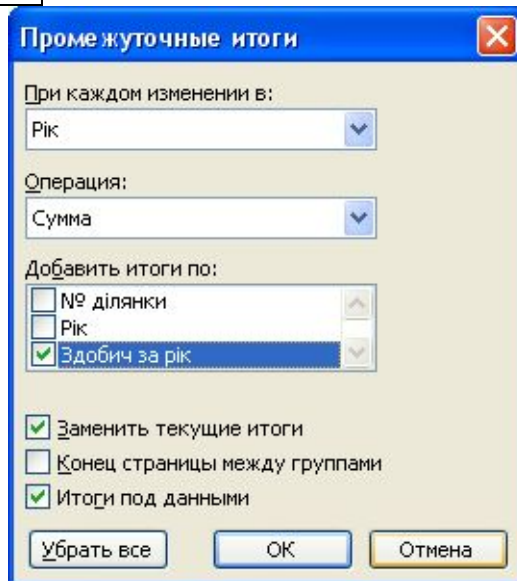 Промежуточные итоги
При каждом изменении в:
Рік
Операция:
Сумма
Добавить итоги по:
№ ділянки
Рік
Здобич за рік
Заменить текущие итоги
Конец страницы между группами
Итоги под данными
Убрать все ОК Отмена